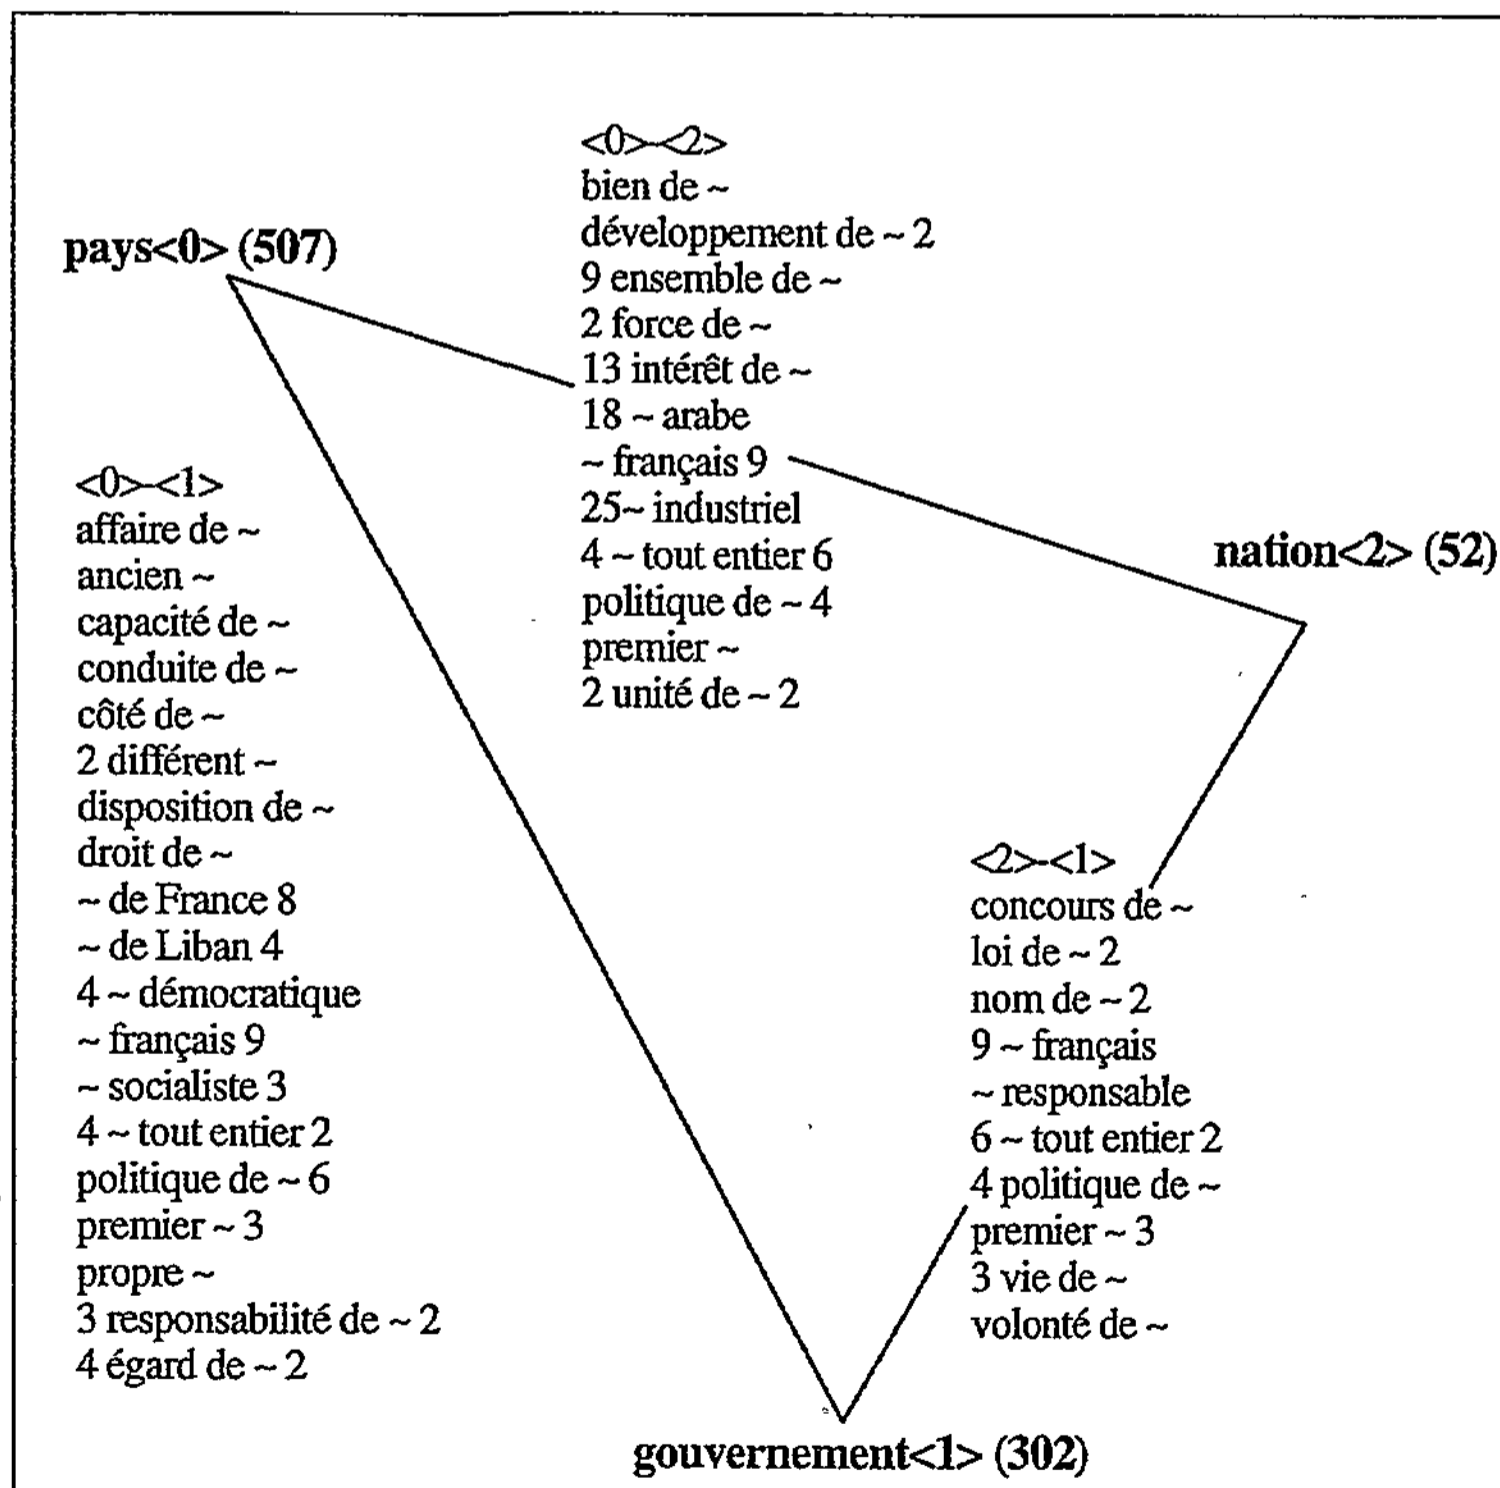 <0>-<2>
bien de ~
développement de ~ 2
9 ensemble de ~
2 force de ~
13 intérêt de ~
18 ~ arabe
~ français 9
25~ industriel
4 ~ tout entier 6
politique de ~ 4
premier ~
2 unité de ~ 2
pays<0> (507)
<0>-<1>
affaire de ~
ancien ~
capacité de ~
conduite de ~
côté de ~
2 différent ~
disposition de ~
droit de ~
~ de France 8
~ de Liban 4
4 ~ démocratique
~ français 9
~ socialiste 3
4 ~ tout entier 2
politique de ~ 6
premier ~ 3
propre ~
3 responsabilité de ~ 2
4 égard de ~ 2
nation<2> (52)
<2>-<1>
concours de ~
loi de ~ 2
nom de ~ 2
9 ~ français
~ responsable
6 ~ tout entier 2
4 politique de ~
premier ~ 3
3 vie de ~
volonté de ~
gouvernement<1> (302)